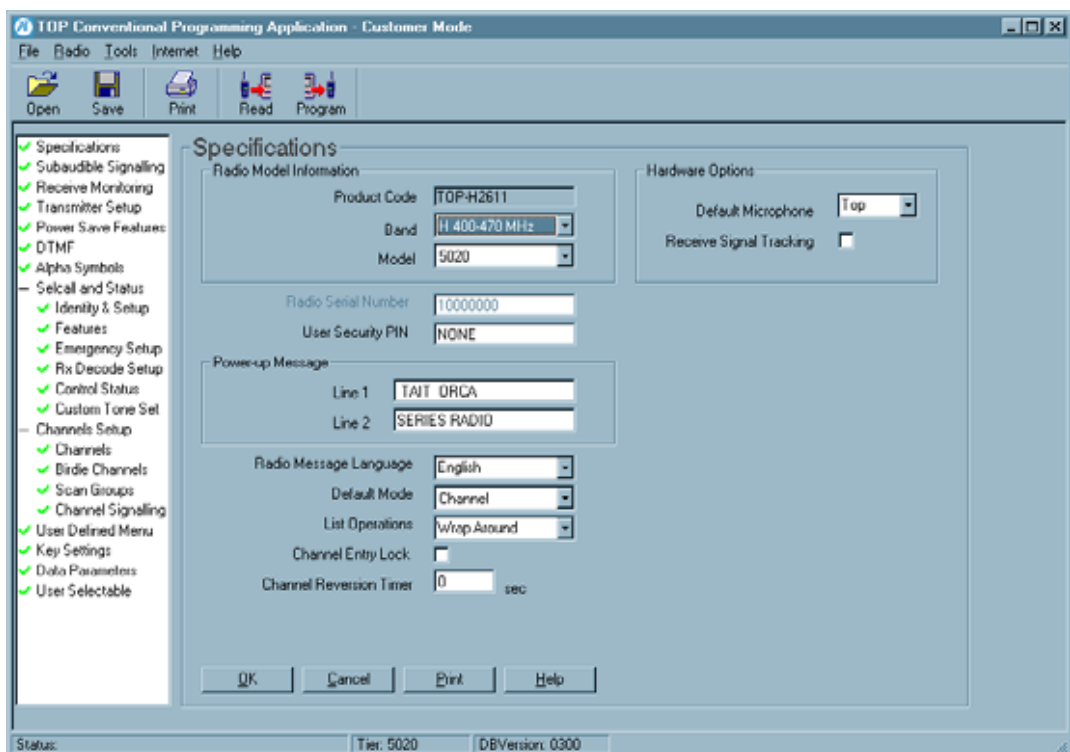 TOP Conventional Programming Application - Customer Mode
File Radio Tools Internet Help
Open Save Print Read Program
Specifications
Subaudible Signalling
Receive Monitoring
Transmitter Setup
Power Save Features
DTMF
Alpha Symbols
Selcall and Status
Identity & Setup
Features
Emergency Setup
Rx Decode Setup
Control Status
Custom Tone Set
Channels Setup
Channels
Birdie Channels
Scan Groups
Channel Signalling
User Defined Menu
Key Settings
Data Parameters
User Selectable
Specifications
Radio Model Information
Product Code TOP-H2611
Band H 400-470 MHz
Model 5020
Hardware Options
Default Microphone Top
Receive Signal Tracking
Radio Serial Number 10000000
User Security PIN NONE
Power-up Message
Line 1 TAIT ORCA
Line 2 SERIES RADIO
Radio Message Language English
Default Mode Channel
List Operations Wrap Around
Channel Entry Lock
Channel Reversion Timer 0 sec
OK Cancel Print Help
Status: Tier: 5020 DBVersion: 0300